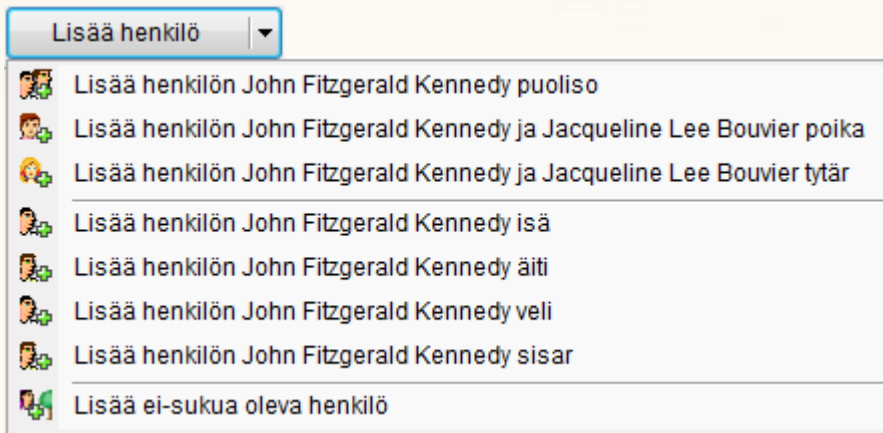 Lisää henkilö
Lisää henkilön John Fitzgerald Kennedy puoliso
Lisää henkilön John Fitzgerald Kennedy ja Jacqueline Lee Bouvier poika
Lisää henkilön John Fitzgerald Kennedy ja Jacqueline Lee Bouvier tytär
Lisää henkilön John Fitzgerald Kennedy isä
Lisää henkilön John Fitzgerald Kennedy äiti
Lisää henkilön John Fitzgerald Kennedy veli
Lisää henkilön John Fitzgerald Kennedy sisar
Lisää ei-sukua oleva henkilö